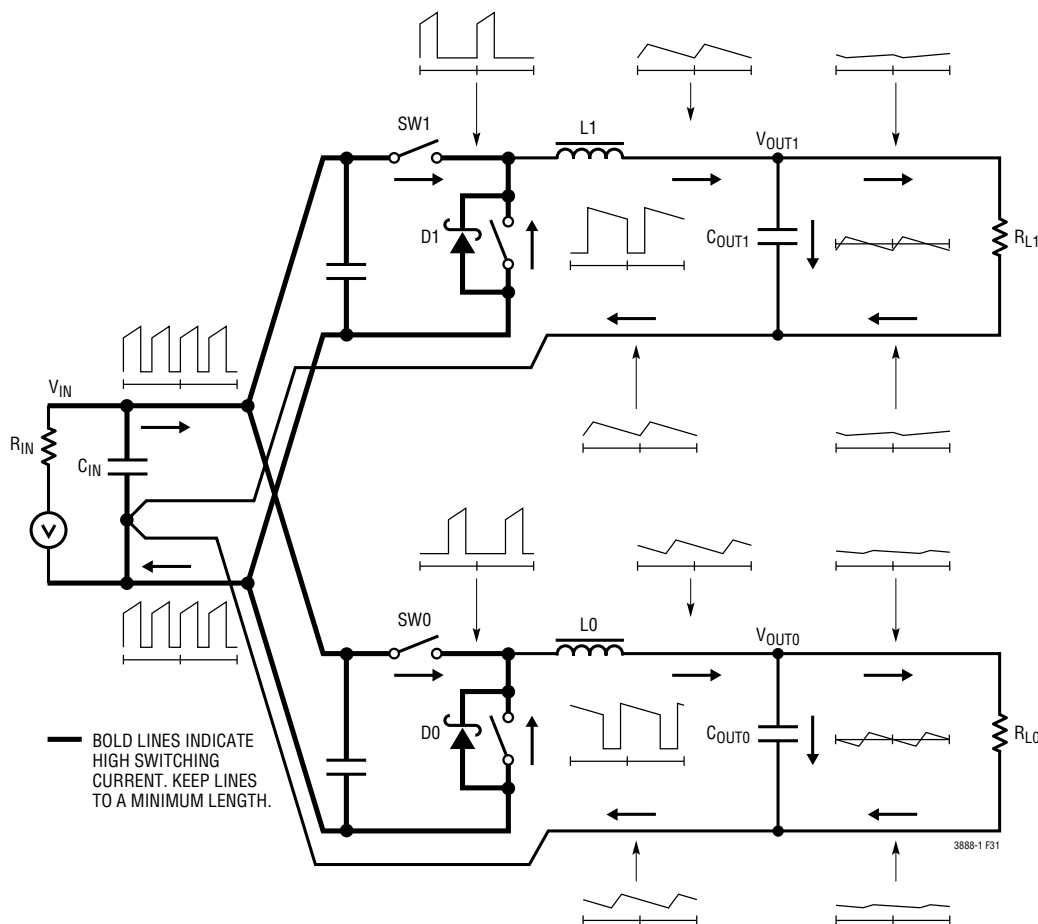 SW1
L1
VOUT1
D1
COUT1
RL1
VIN
RIN
CIN
V
SW0
L0
VOUT0
D0
COUT0
RL0
BOLD LINES INDICATE
HIGH SWITCHING
CURRENT. KEEP LINES
TO A MINIMUM LENGTH.
3888-1 F31